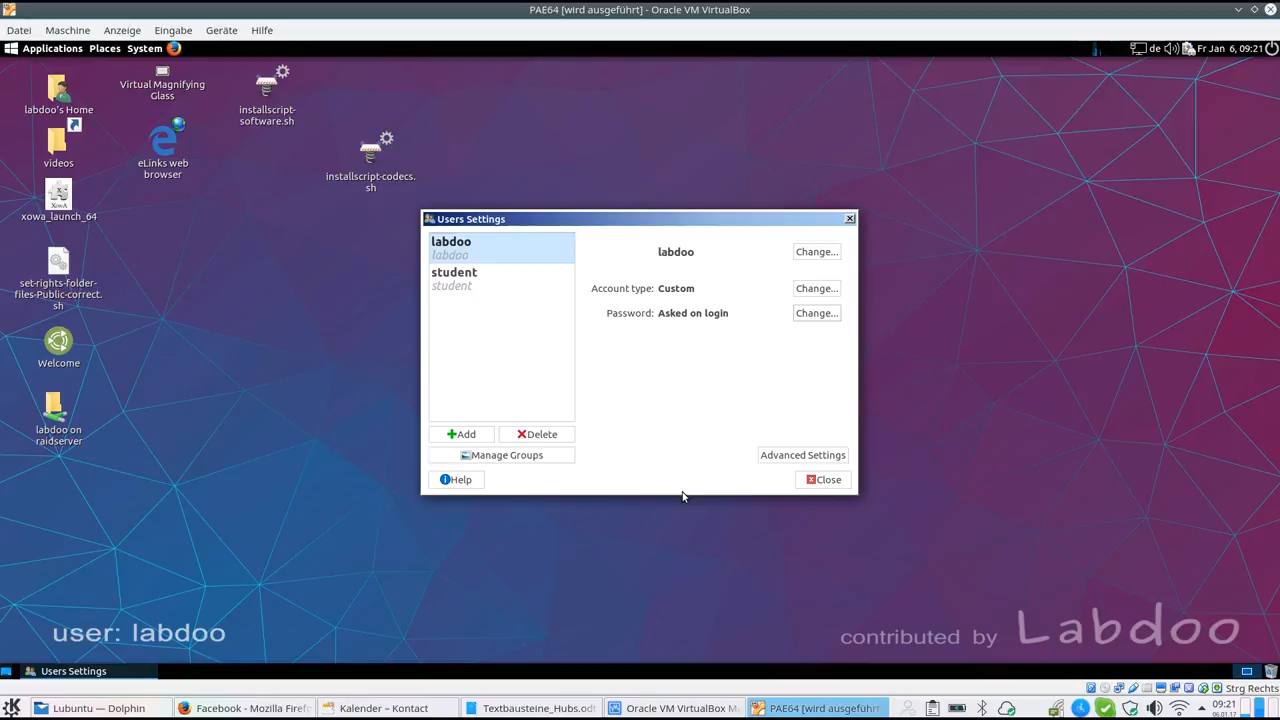 PAE64 [wird ausgeführt] - Oracle VM VirtualBox
Datei Maschine Anzeige Eingabe Geräte Hilfe
Applications Places System de Fr Jan 6, 09:21
labdoo's Home
Virtual Magnifying
Glass
installscript-
software.sh
videos
eLinks web
browser
installscript-codecs.
sh
XOWA
xowa_launch_64
set-rights-folder-
files-Public-correct.
sh
Welcome
labdoo on
raidserver
Users Settings
labdoo
labdoo
student
student
labdoo Change...
Account type: Custom Change...
Password: Asked on login Change...
Add Delete
Manage Groups Advanced Settings
Help Close
user: labdoo
contributed by Labdoo
Users Settings
Strg Rechts
Lubuntu — Dolphin Facebook - Mozilla Firef Kalender – Kontact Textbausteine_Hubs.odt Oracle VM VirtualBox M PAE64 [wird ausgeführt 09:21
06.01.17